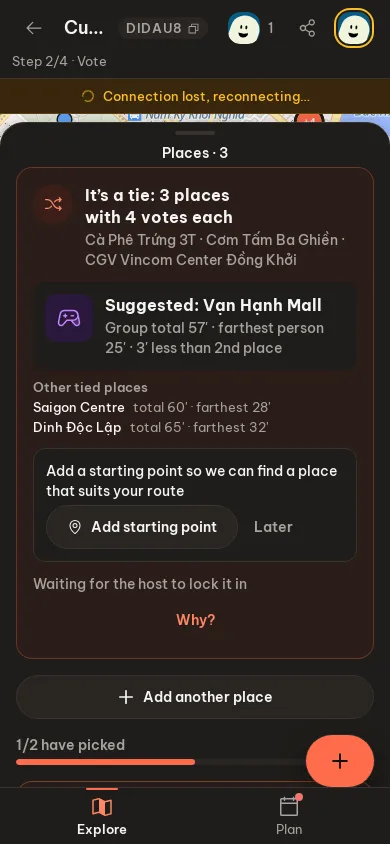 Cu...
DIDAU8
1
Step 2/4 · Vote
Connection lost, reconnecting...
Nam Kỳ Khởi Nghĩa
+4
Places · 3
It's a tie: 3 places
with 4 votes each
Cà Phê Trứng 3T · Cơm Tấm Ba Ghiền ·
CGV Vincom Center Đồng Khởi
Suggested: Vạn Hạnh Mall
Group total 57' · farthest person
25' · 3' less than 2nd place
Other tied places
Saigon Centre total 60' · farthest 28'
Dinh Độc Lập total 65' · farthest 32'
Add a starting point so we can find a place
that suits your route
Add starting point
Later
Waiting for the host to lock it in
Why?
Add another place
1/2 have picked
Explore
Plan